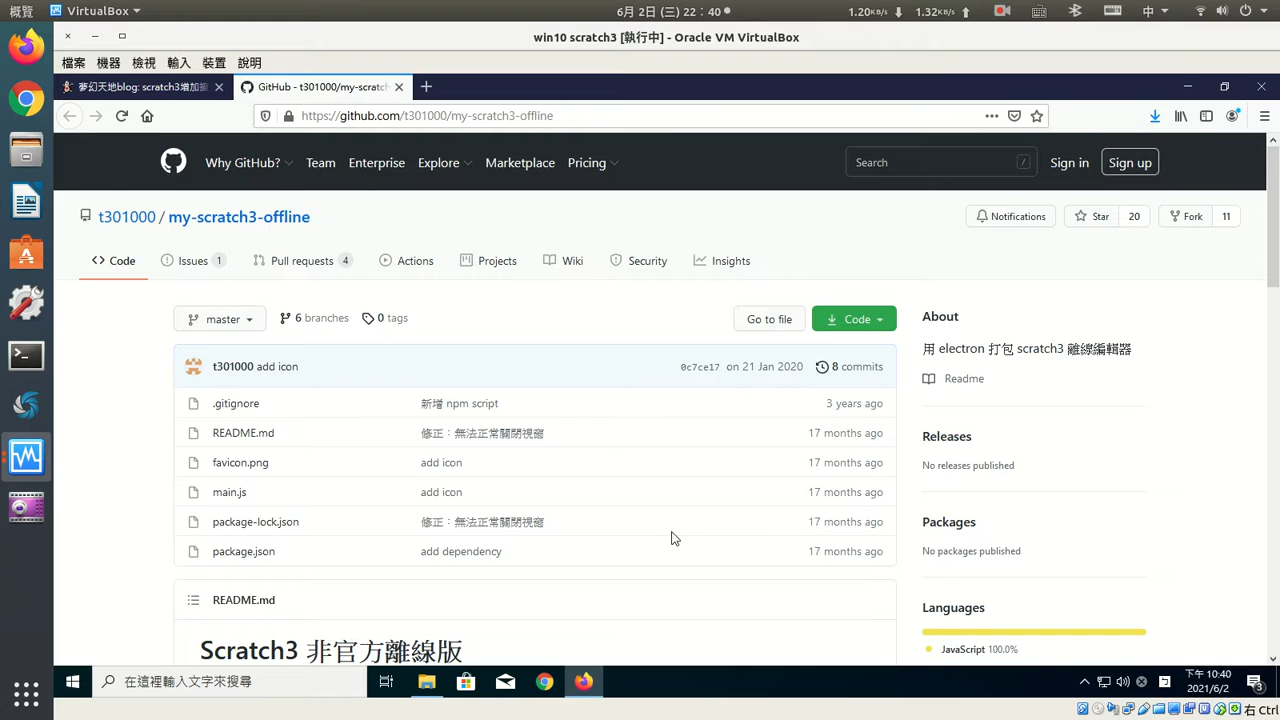 概覽 VirtualBox 6月 2日 (三) 22：40 1.20KB/s 1.32KB/s 中
win10 scratch3 [執行中] - Oracle VM VirtualBox
檔案 機器 檢視 輸入 裝置 說明
夢幻天地blog: scratch3增加擴 GitHub - t301000/my-scratch
https://github.com/t301000/my-scratch3-offline
Why GitHub? Team Enterprise Explore Marketplace Pricing Search / Sign in Sign up
t301000 / my-scratch3-offline Notifications Star 20 Fork 11
Code Issues 1 Pull requests 4 Actions Projects Wiki Security Insights
master 6 branches 0 tags Go to file Code
About
用 electron 打包 scratch3 離線編輯器
Readme
t301000 add icon 0c7ce17 on 21 Jan 2020 8 commits
.gitignore 新增 npm script 3 years ago
README.md 修正：無法正常關閉視窗 17 months ago
favicon.png add icon 17 months ago
main.js add icon 17 months ago
package-lock.json 修正：無法正常關閉視窗 17 months ago
package.json add dependency 17 months ago
Releases
No releases published
Packages
No packages published
Languages
JavaScript 100.0%
README.md
Scratch3 非官方離線版
在這裡輸入文字來搜尋
下午 10:40
2021/6/2
3
右 Ctrl